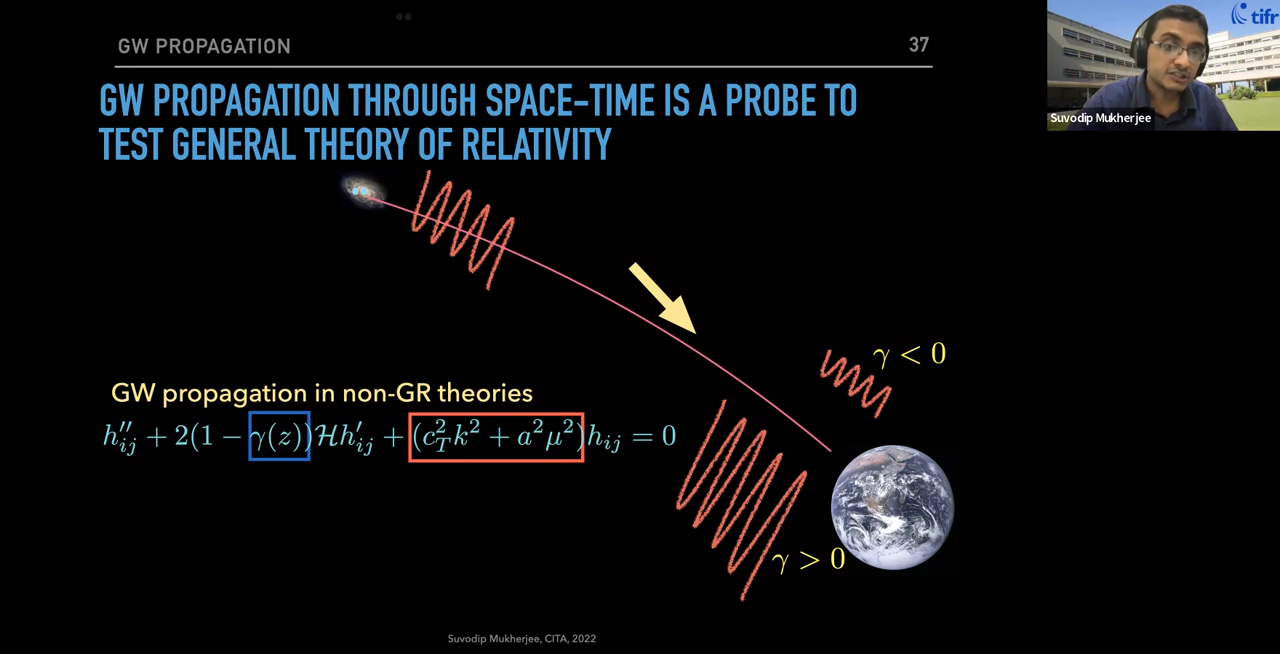 GW PROPAGATION
37
GW PROPAGATION THROUGH SPACE-TIME IS A PROBE TO
TEST GENERAL THEORY OF RELATIVITY
tifr
Suvodip Mukherjee
γ < 0
GW propagation in non-GR theories
h''_{ij} + 2(1 − γ(z))ℋh'_{ij} + (c_T^2 k^2 + a^2 μ^2)h_{ij} = 0
γ > 0
Suvodip Mukherjee, CITA, 2022